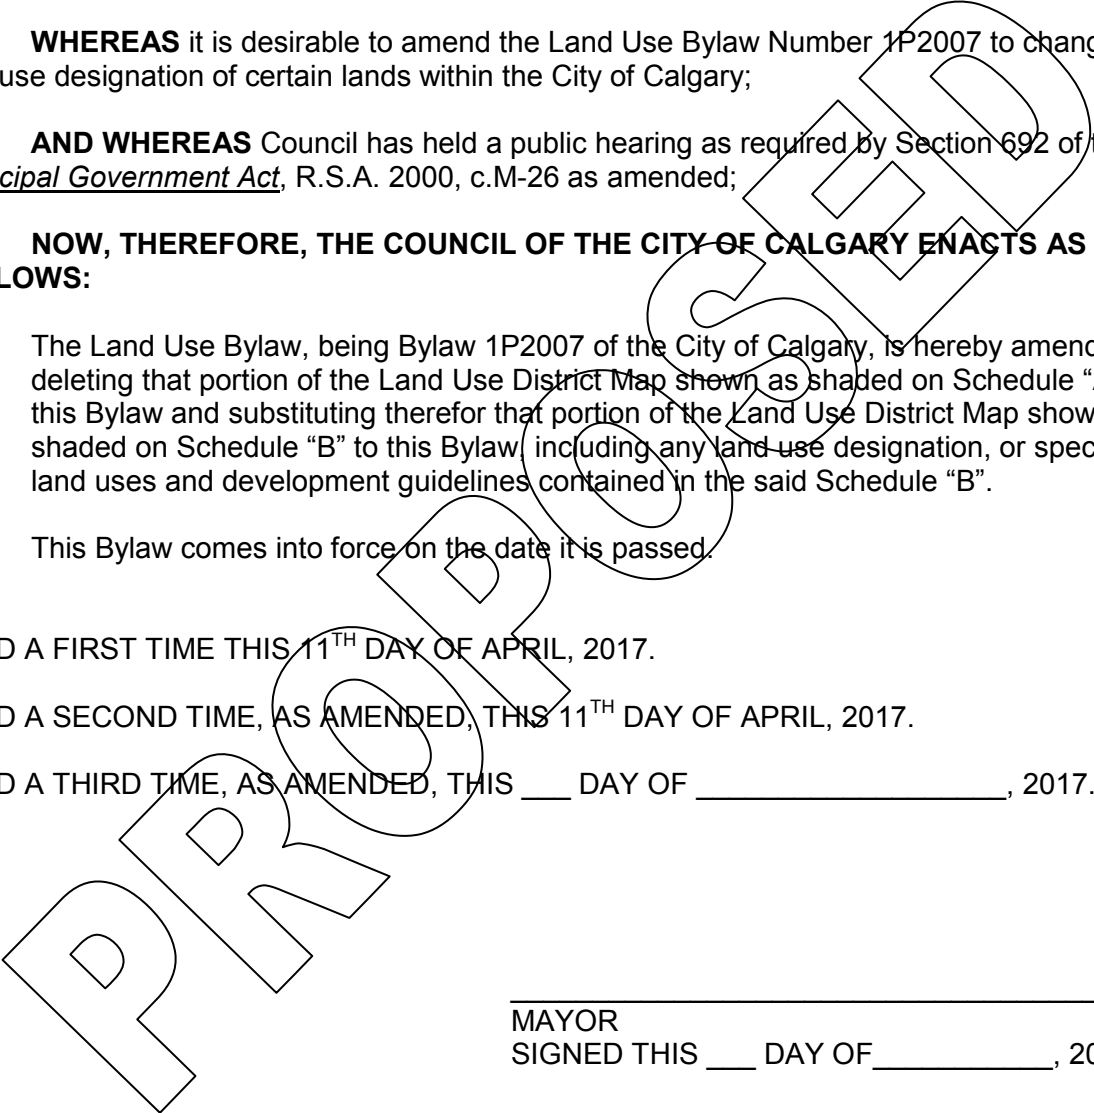 WHEREAS it is desirable to amend the Land Use Bylaw Number 1P2007 to chang
use designation of certain lands within the City of Calgary;
AND WHEREAS Council has held a public hearing as required by Section 692 of t
cipal Government Act, R.S.A. 2000, c.M-26 as amended;
NOW, THEREFORE, THE COUNCIL OF THE CITY OF CALGARY ENACTS AS
LOWS:
The Land Use Bylaw, being Bylaw 1P2007 of the City of Calgary, is hereby amend
deleting that portion of the Land Use District Map shown as shaded on Schedule “A
this Bylaw and substituting therefor that portion of the Land Use District Map show
shaded on Schedule “B” to this Bylaw, including any land use designation, or spec
land uses and development guidelines contained in the said Schedule “B”.
This Bylaw comes into force on the date it is passed.
D A FIRST TIME THIS 11TH DAY OF APRIL, 2017.
D A SECOND TIME, AS AMENDED, THIS 11TH DAY OF APRIL, 2017.
D A THIRD TIME, AS AMENDED, THIS ___ DAY OF ___________________, 2017.
MAYOR
SIGNED THIS ___ DAY OF___________, 20
PROPOSED